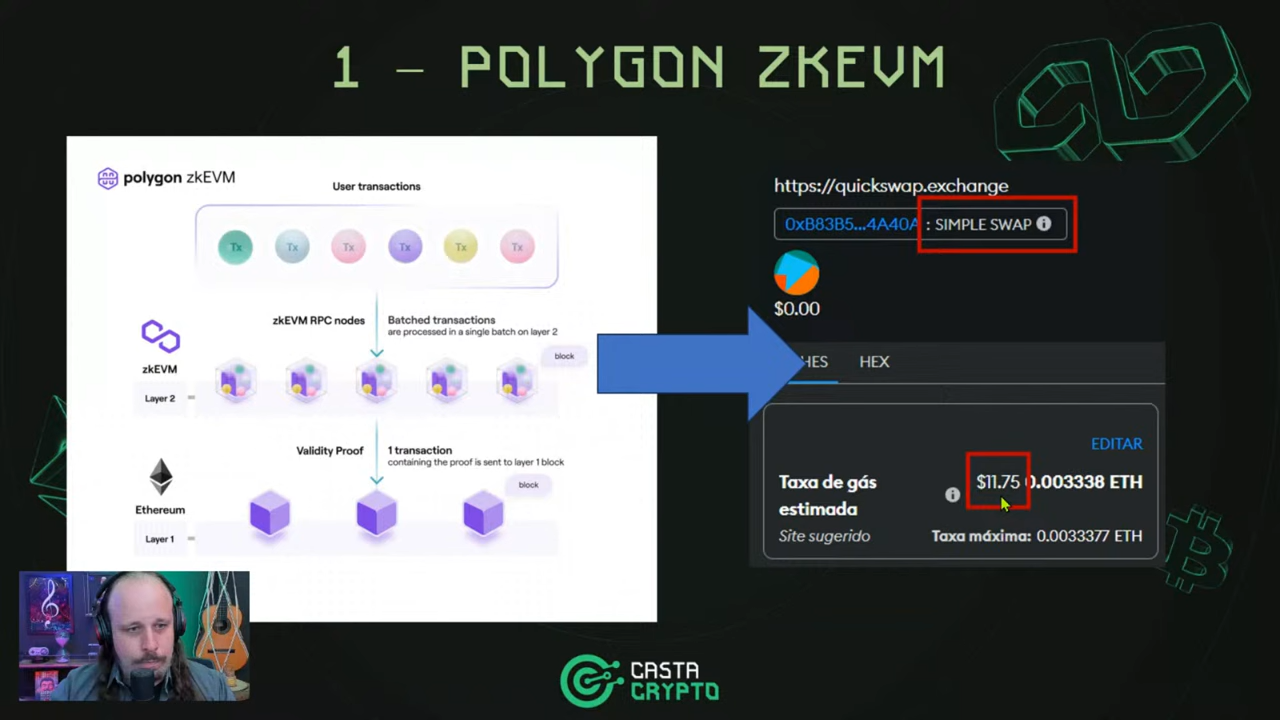 1 – POLYGON ZKEVM
polygon zkEVM
User transactions
Tx Tx Tx Tx Tx Tx
zkEVM RPC nodes
Batched transactions
are processed in a single batch on layer 2
block
zkEVM
Layer 2
Validity Proof
1 transaction
containing the proof is sent to layer 1 block
block
Ethereum
Layer 1
https://quickswap.exchange
0xB83B5...4A40A : SIMPLE SWAP
$0.00
HES HEX
EDITAR
Taxa de gás
estimada
$11.75 0.003338 ETH
Site sugerido
Taxa máxima: 0.0033377 ETH
CASTA
CRYPTO